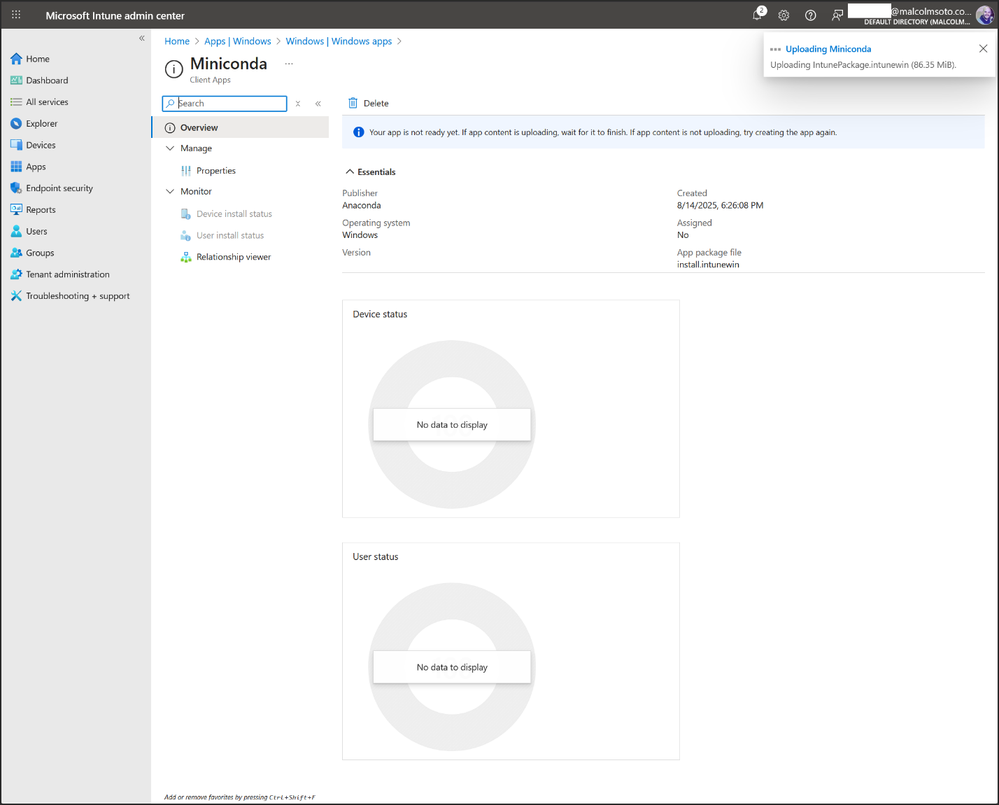 Microsoft Intune admin center
2
@malcolmsoto.co...
DEFAULT DIRECTORY (MALCOLM...
Uploading Miniconda
Uploading IntunePackage.intunewin (86.35 MiB).
Home
Dashboard
All services
Explorer
Devices
Apps
Endpoint security
Reports
Users
Groups
Tenant administration
Troubleshooting + support
Home > Apps | Windows > Windows | Windows apps >
Miniconda ...
Client Apps
Search
Overview
Manage
Properties
Monitor
Device install status
User install status
Relationship viewer
Delete
Your app is not ready yet. If app content is uploading, wait for it to finish. If app content is not uploading, try creating the app again.
Essentials
Publisher
Anaconda
Operating system
Windows
Version
Created
8/14/2025, 6:26:08 PM
Assigned
No
App package file
install.intunewin
Device status
No data to display
User status
No data to display
Add or remove favorites by pressing Ctrl+Shift+F